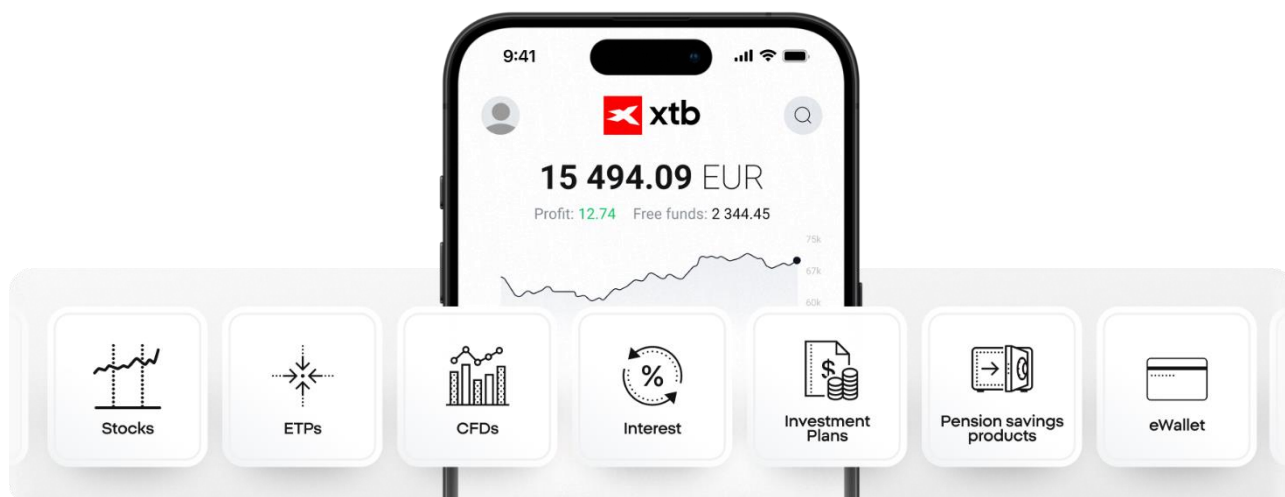 9:41
xtb
15 494.09 EUR
Profit: 12.74 Free funds: 2 344.45
75k
67k
60k
$
%
Stocks
ETPs
CFDs
Interest
Investment
Plans
Pension savings
products
eWallet